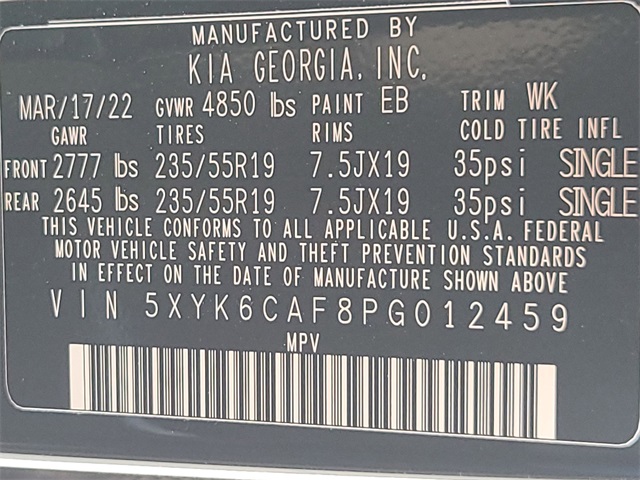 MANUFACTURED BY
KIA GEORGIA, INC.
MAR/17/22 GVWR 4850 lbs PAINT EB TRIM WK
GAWR TIRES RIMS COLD TIRE INFL
FRONT 2777 lbs 235/55R19 7.5JX19 35psi SINGLE
REAR 2645 lbs 235/55R19 7.5JX19 35psi SINGLE
THIS VEHICLE CONFORMS TO ALL APPLICABLE U.S.A. FEDERAL
MOTOR VEHICLE SAFETY AND THEFT PREVENTION STANDARDS
IN EFFECT ON THE DATE OF MANUFACTURE SHOWN ABOVE
VIN 5XYK6CAF8PG012459
MPV